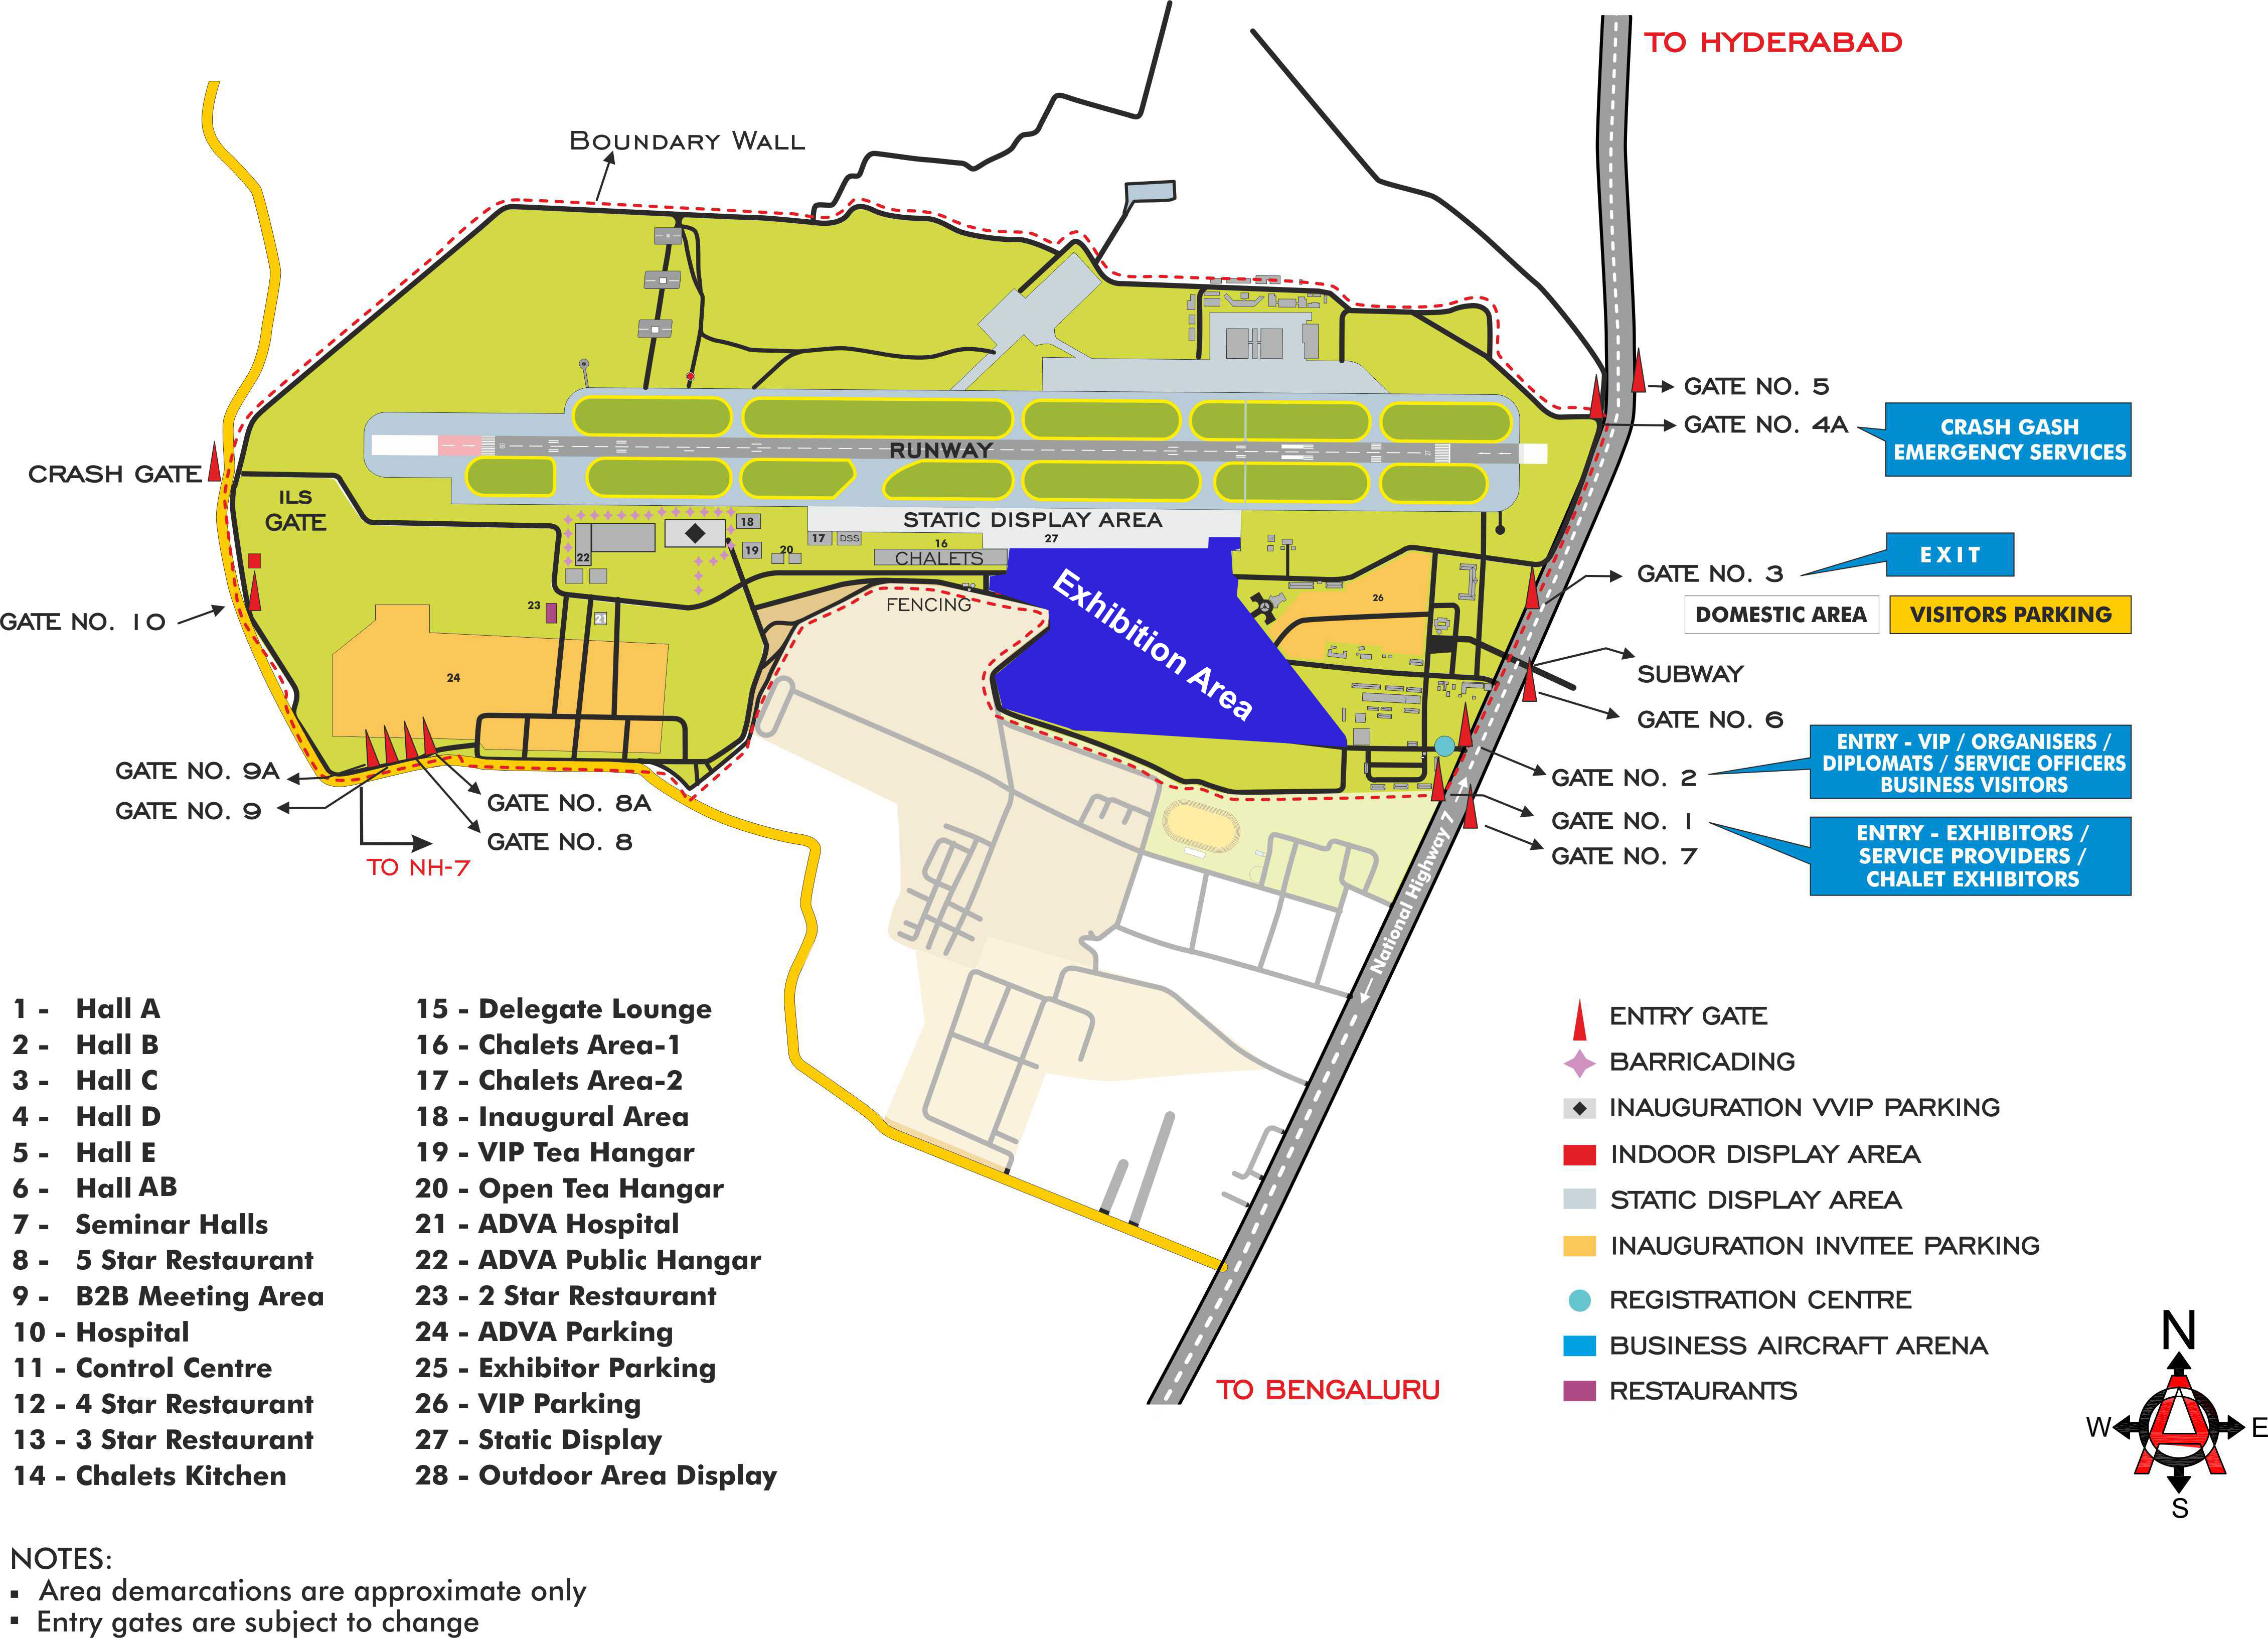 TO HYDERABAD
BOUNDARY WALL
GATE NO. 5
GATE NO. 4A
CRASH GASH
EMERGENCY SERVICES
RUNWAY
CRASH GATE
ILS
GATE
STATIC DISPLAY AREA
18
17
DSS
16
27
22
19
20
CHALETS
EXIT
GATE NO. 3
DOMESTIC AREA
VISITORS PARKING
GATE NO. 10
23
21
FENCING
Exhibition Area
26
24
SUBWAY
GATE NO. 6
GATE NO. 9A
GATE NO. 9
GATE NO. 8A
GATE NO. 8
TO NH-7
GATE NO. 2
ENTRY - VIP / ORGANISERS /
DIPLOMATS / SERVICE OFFICERS
BUSINESS VISITORS
GATE NO. 1
GATE NO. 7
ENTRY - EXHIBITORS /
SERVICE PROVIDERS /
CHALET EXHIBITORS
National Highway 7
TO BENGALURU
1 - Hall A
2 - Hall B
3 - Hall C
4 - Hall D
5 - Hall E
6 - Hall AB
7 - Seminar Halls
8 - 5 Star Restaurant
9 - B2B Meeting Area
10 - Hospital
11 - Control Centre
12 - 4 Star Restaurant
13 - 3 Star Restaurant
14 - Chalets Kitchen
15 - Delegate Lounge
16 - Chalets Area-1
17 - Chalets Area-2
18 - Inaugural Area
19 - VIP Tea Hangar
20 - Open Tea Hangar
21 - ADVA Hospital
22 - ADVA Public Hangar
23 - 2 Star Restaurant
24 - ADVA Parking
25 - Exhibitor Parking
26 - VIP Parking
27 - Static Display
28 - Outdoor Area Display
ENTRY GATE
BARRICADING
INAUGURATION VVIP PARKING
INDOOR DISPLAY AREA
STATIC DISPLAY AREA
INAUGURATION INVITEE PARKING
REGISTRATION CENTRE
BUSINESS AIRCRAFT ARENA
RESTAURANTS
N
W
E
S
NOTES:
▪ Area demarcations are approximate only
▪ Entry gates are subject to change